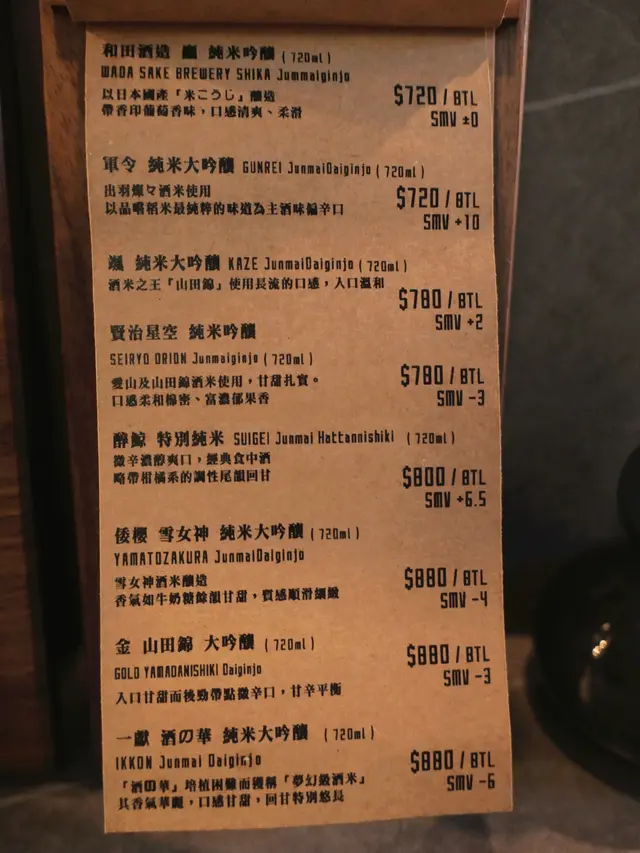 和田酒造 鹿 純米吟釀 (720ml)
WADA SAKE BREWERY SHIKA Jummaiginjo
以日本國產「米こうじ」釀造
帶香印葡萄香味，口感清爽、柔滑
$720 / BTL
SMV ±0
軍令 純米大吟釀 GUNREI JunmaiDaiginjo (720ml)
出羽燦々酒米使用
以品嚐稻米最純粹的味道為主酒味偏辛口
$720 / BTL
SMV +10
颯 純米大吟釀 KAZE JunmaiDaiginjo (720ml)
酒米之王「山田錦」使用長流的口感，入口溫和
$780 / BTL
SMV +2
賢治星空 純米吟釀
SEIRYO ORION Junmaiginjo (720ml)
愛山及山田錦酒米使用，甘甜扎實。
口感柔和棉密、富濃郁果香
$780 / BTL
SMV -3
醉鯨 特別純米 SUIGEI Junmai Hattannishiki (720ml)
微辛濃醇爽口，經典食中酒
略帶柑橘系的調性尾韻回甘
$800 / BTL
SMV +6.5
倭櫻 雪女神 純米大吟釀 (720ml)
YAMATOZAKURA JunmaiDaiginjo
雪女神酒米釀造
香氣如牛奶糖餘韻甘甜，質感順滑細緻
$880 / BTL
SMV -4
金 山田錦 大吟釀 (720ml)
GOLD YAMADANISHIKI Daiginjo
入口甘甜而後勁帶點微辛口，甘辛平衡
$880 / BTL
SMV -3
一獻 酒の華 純米大吟釀 (720ml)
IKKON Junmai Daiginjo
「酒田華」培植困難而獲稱「夢幻級酒米」
其香氣華麗，口感甘甜，回甘特別悠長
$880 / BTL
SMV -6